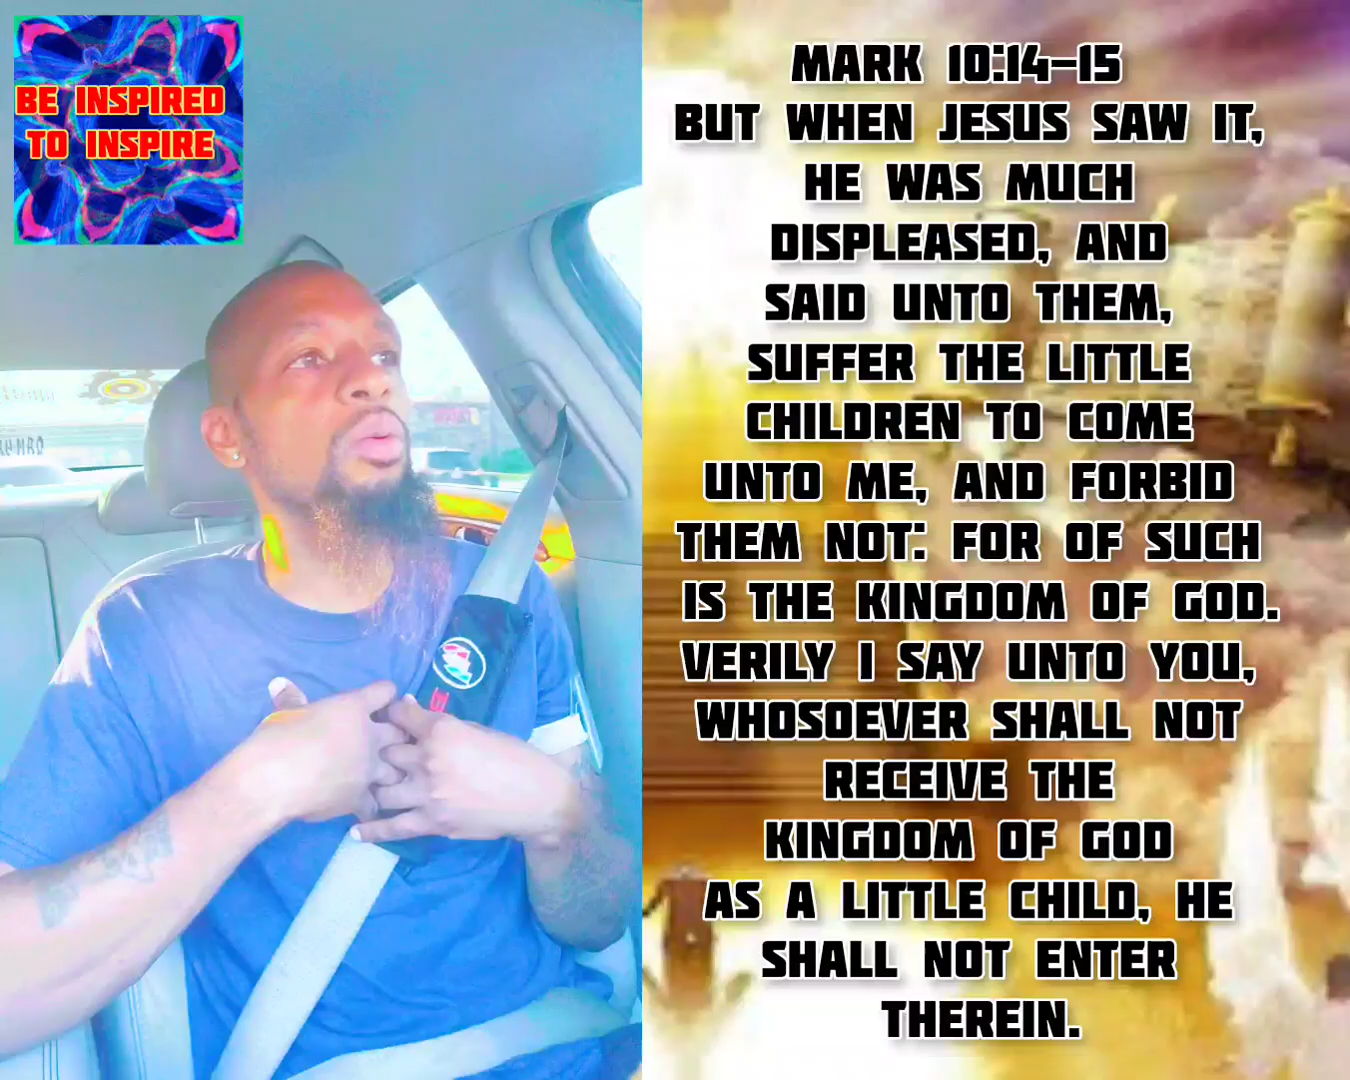 BE INSPIRED
TO INSPIRE
MARK 10:14–15
BUT WHEN JESUS SAW IT,
HE WAS MUCH
DISPLEASED, AND
SAID UNTO THEM,
SUFFER THE LITTLE
CHILDREN TO COME
UNTO ME, AND FORBID
THEM NOT: FOR OF SUCH
IS THE KINGDOM OF GOD.
VERILY I SAY UNTO YOU,
WHOSOEVER SHALL NOT
RECEIVE THE
KINGDOM OF GOD
AS A LITTLE CHILD, HE
SHALL NOT ENTER
THEREIN.